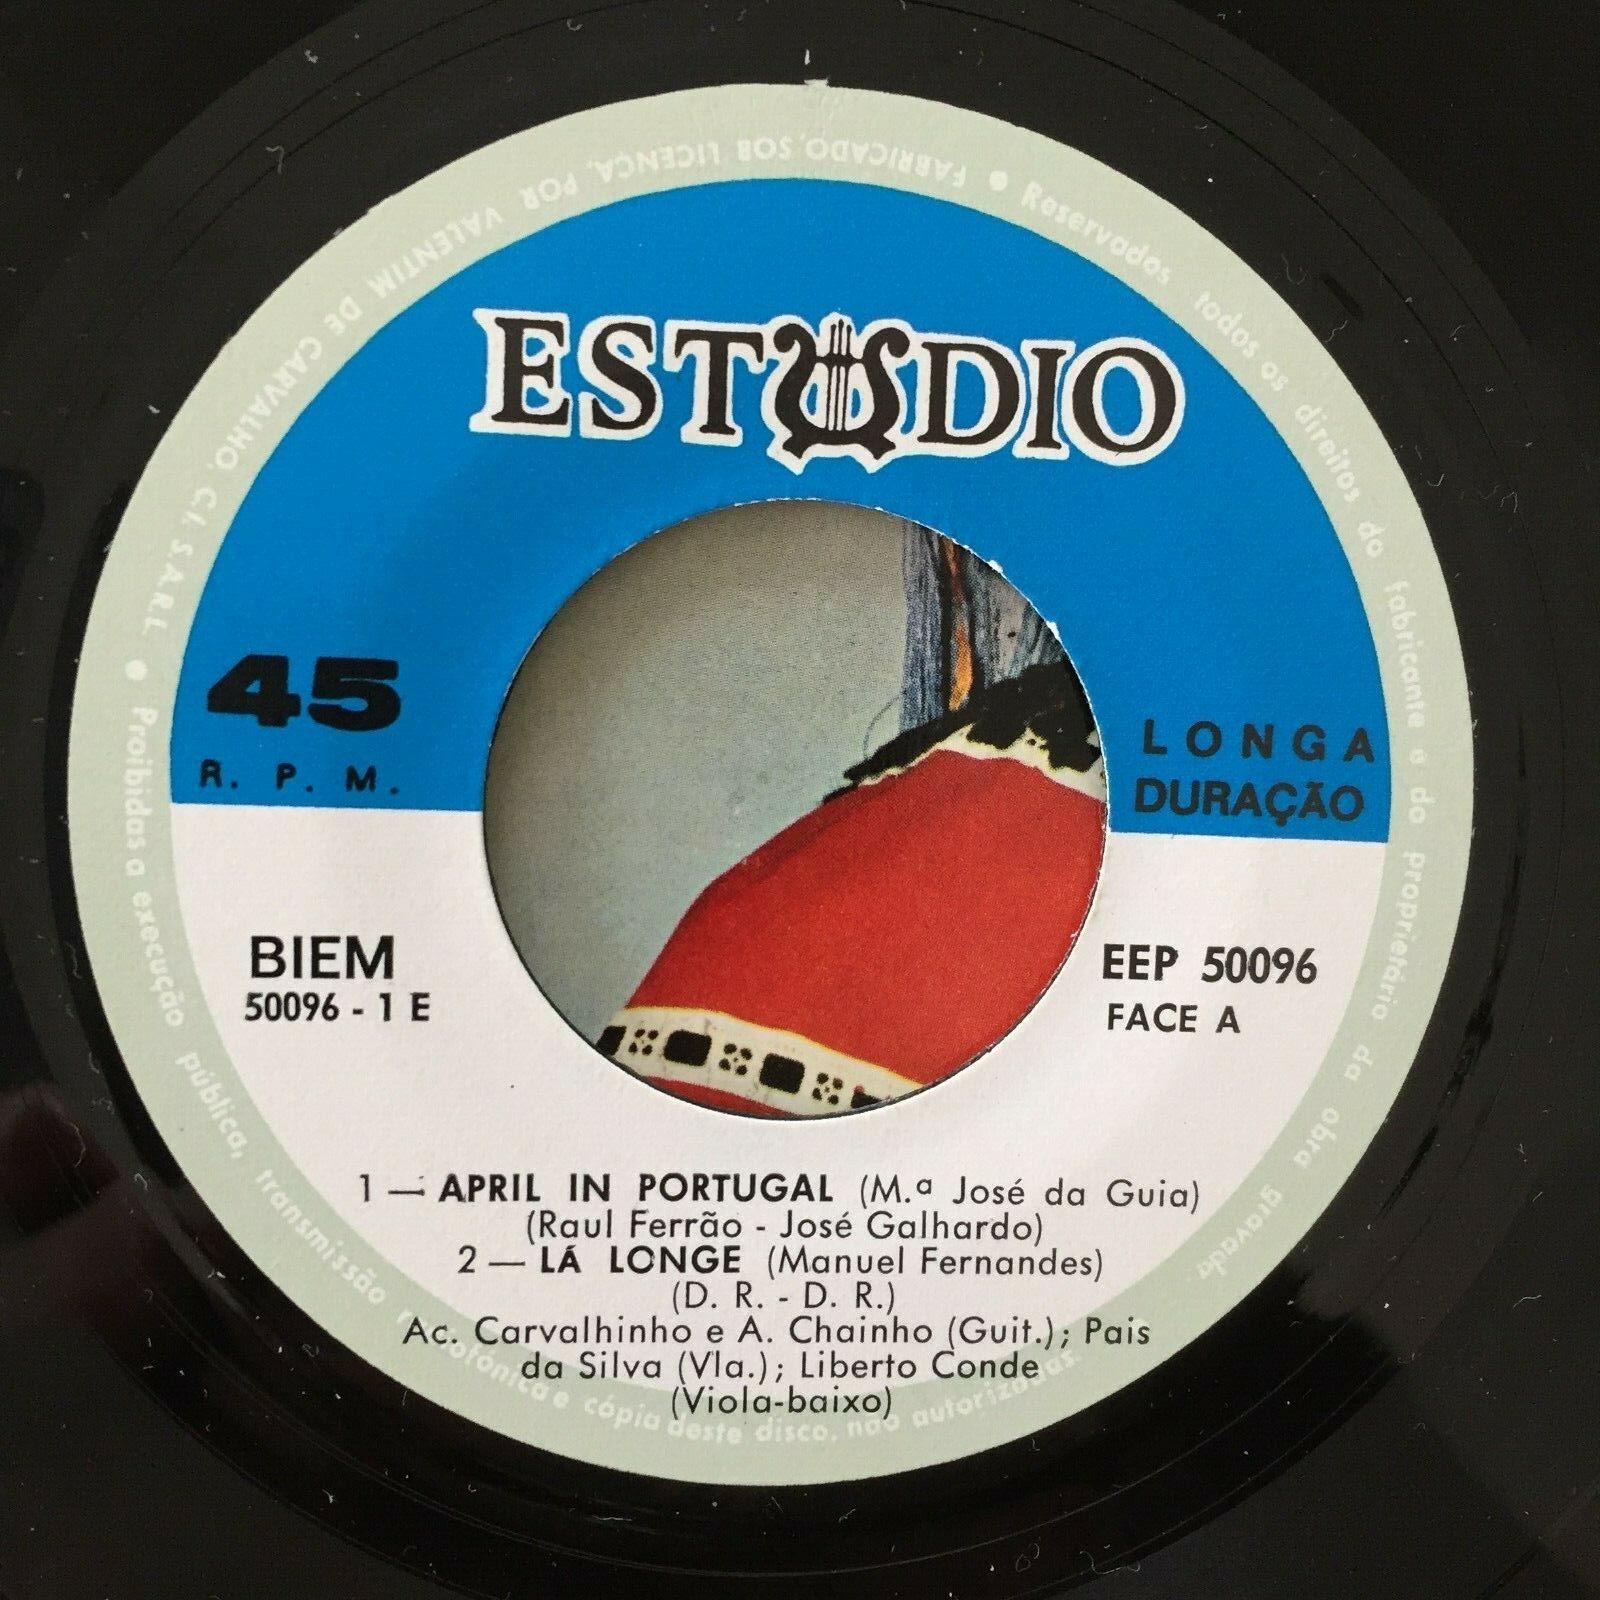 FABRICADO, SOB LICENCA, POR VALENTIM DE CARVALHO, C.I. S.A.R.L.
Reservados todos os direitos do fabricante e do proprietário da obra gravada
ESTUDIO
45
R. P. M.
LONGA
DURAÇÃO
BIEM
50096 - 1 E
EEP 50096
FACE A
1 — APRIL IN PORTUGAL (M.ª José da Guia)
(Raul Ferrão - José Galhardo)
2 — LÁ LONGE (Manuel Fernandes)
(D. R. - D. R.)
Ac. Carvalhinho e A. Chainho (Guit.); Pais
da Silva (Vla.); Liberto Conde
(Viola-baixo)
Proibidas a execução pública, transmissão radiofónica e cópia deste disco, não autorizadas.